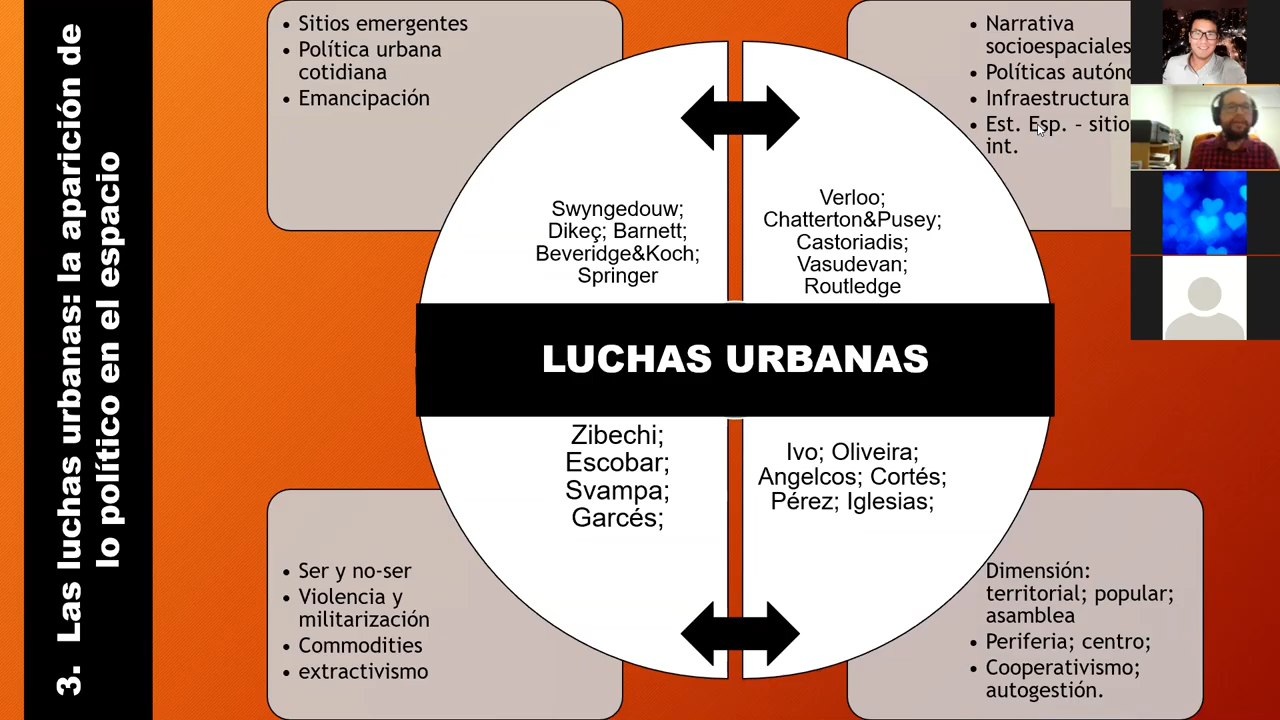 3. Las luchas urbanas: la aparición de
lo político en el espacio
• Sitios emergentes
• Política urbana
cotidiana
• Emancipación
• Narrativa
socioespaciales
• Políticas
• Infraestructura
• Est. Esp. - sitio
int.
Swyngedouw;
Dikeç; Barnett;
Beveridge&Koch;
Springer
Verloo;
Chatterton&Pusey;
Castoriadis;
Vasudevan;
Routledge
LUCHAS URBANAS
Zibechi;
Escobar;
Svampa;
Garcés;
Ivo; Oliveira;
Angelcos; Cortés;
Pérez; Iglesias;
• Ser y no-ser
• Violencia y
militarización
• Commodities
• extractivismo
Dimensión:
territorial; popular;
asamblea
• Periferia; centro;
• Cooperativismo;
autogestión.